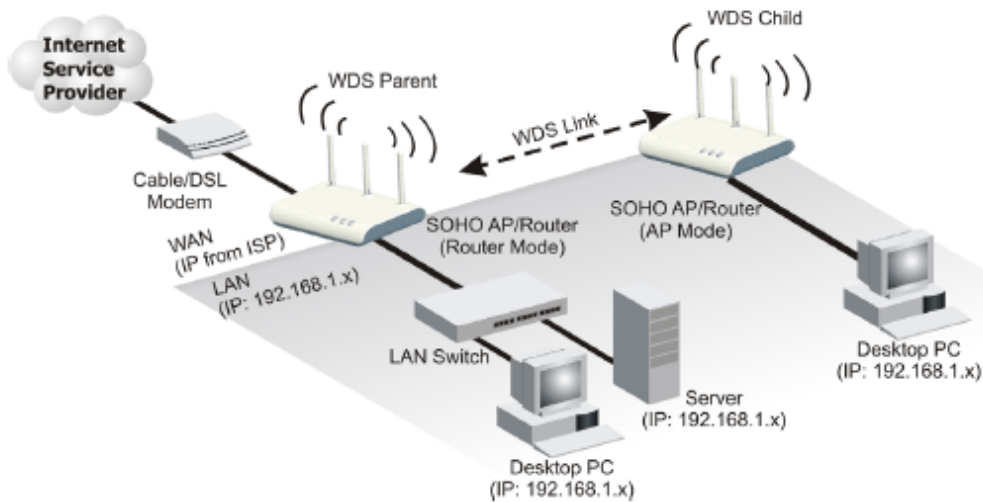 Internet
Service
Provider
WDS Child
WDS Parent
WDS Link
Cable/DSL
Modem
SOHO AP/Router
(Router Mode)
SOHO AP/Router
(AP Mode)
WAN
(IP from ISP)
LAN
(IP: 192.168.1.x)
LAN Switch
Desktop PC
(IP: 192.168.1.x)
Server
(IP: 192.168.1.x)
Desktop PC
(IP: 192.168.1.x)